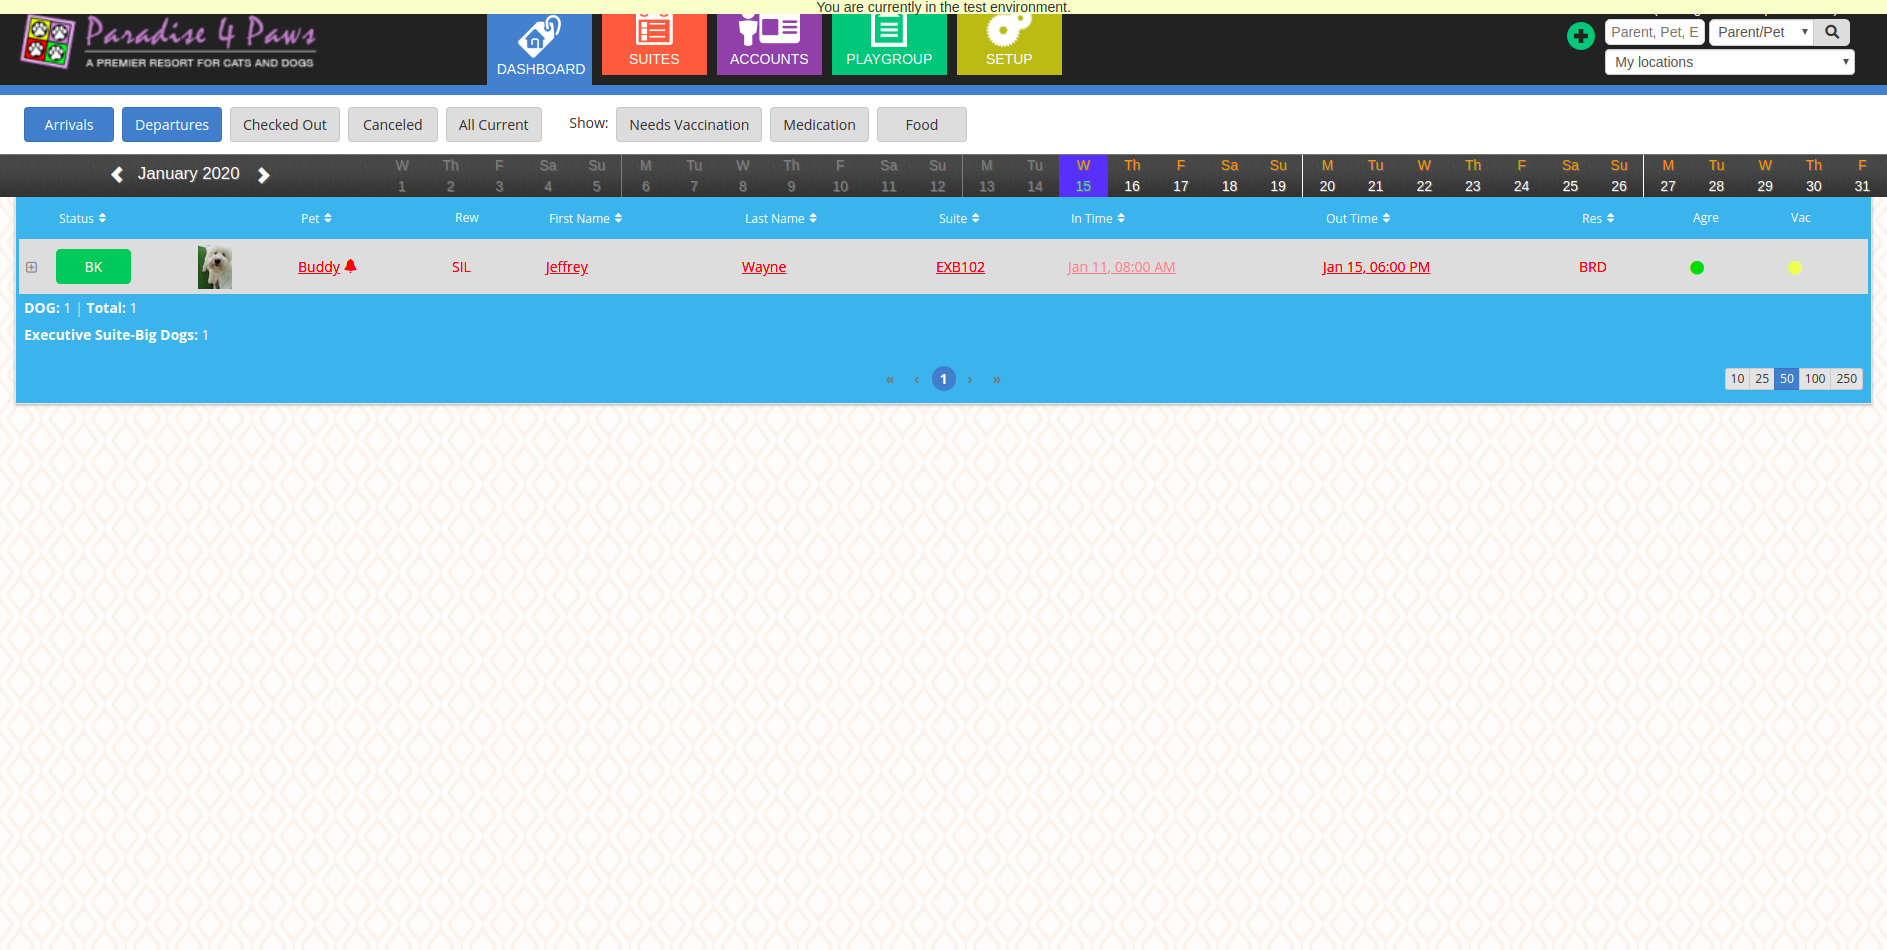 You are currently in the test environment.
Paradise 4 Paws
A PREMIER RESORT FOR CATS AND DOGS
DASHBOARD SUITES ACCOUNTS PLAYGROUP SETUP
Parent, Pet, E Parent/Pet
My locations
Arrivals Departures Checked Out Canceled All Current Show: Needs Vaccination Medication Food
January 2020 W Th F Sa Su M Tu W Th F Sa Su M Tu W Th F Sa Su M Tu W Th F Sa Su M Tu W Th F
1 2 3 4 5 6 7 8 9 10 11 12 13 14 15 16 17 18 19 20 21 22 23 24 25 26 27 28 29 30 31
Status Pet Rew First Name Last Name Suite In Time Out Time Res Agre Vac
BK Buddy SIL Jeffrey Wayne EXB102 Jan 11, 08:00 AM Jan 15, 06:00 PM BRD
DOG: 1 | Total: 1
Executive Suite-Big Dogs: 1
« ‹ 1 › » 10 25 50 100 250